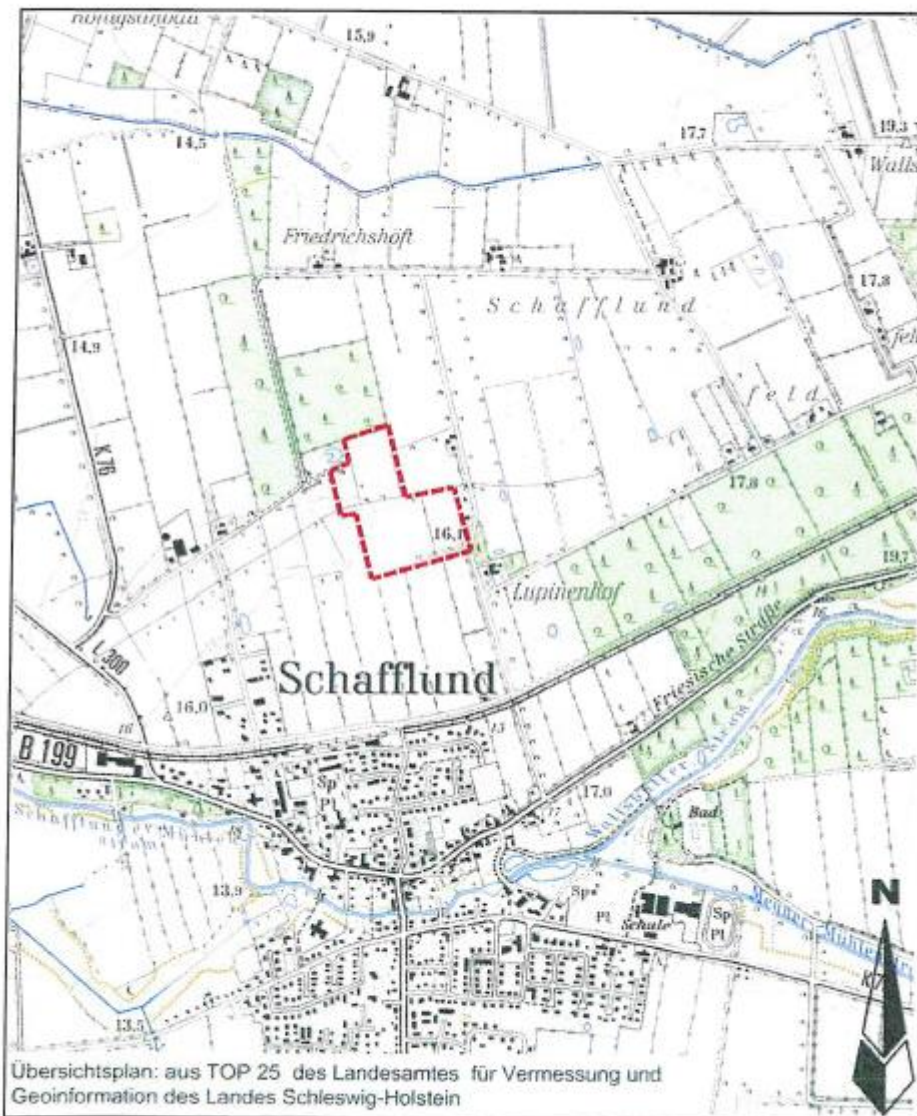 15,9
14,5
17,7
19,3
Walls
Friedrichshöft
Schafflund
17,8
14,9
feld
K 76
17,8
16,1
Lupinenhof
19,7
Friesische Straße
L 300
Schafflund
16,0
B 199
Sp
Pl
17,0
Bad
13,9
Sp
Pl
Schule
Sp
Pl
N
K 7
13,5
Übersichtsplan: aus TOP 25 des Landesamtes für Vermessung und
Geoinformation des Landes Schleswig-Holstein